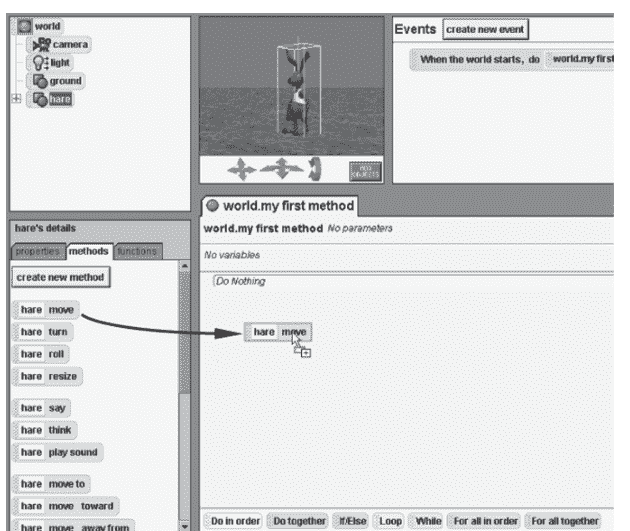 world
camera
light
ground
hare
Events create new event
When the world starts, do world.my first
ADD OBJECTS
hare's details
properties methods functions
create new method
hare move
hare turn
hare roll
hare resize
hare say
hare think
hare play sound
hare move to
hare move toward
hare move away from
world.my first method
world.my first method No parameters
No variables
Do Nothing
hare move
Do in order Do together If/Else Loop While For all in order For all together